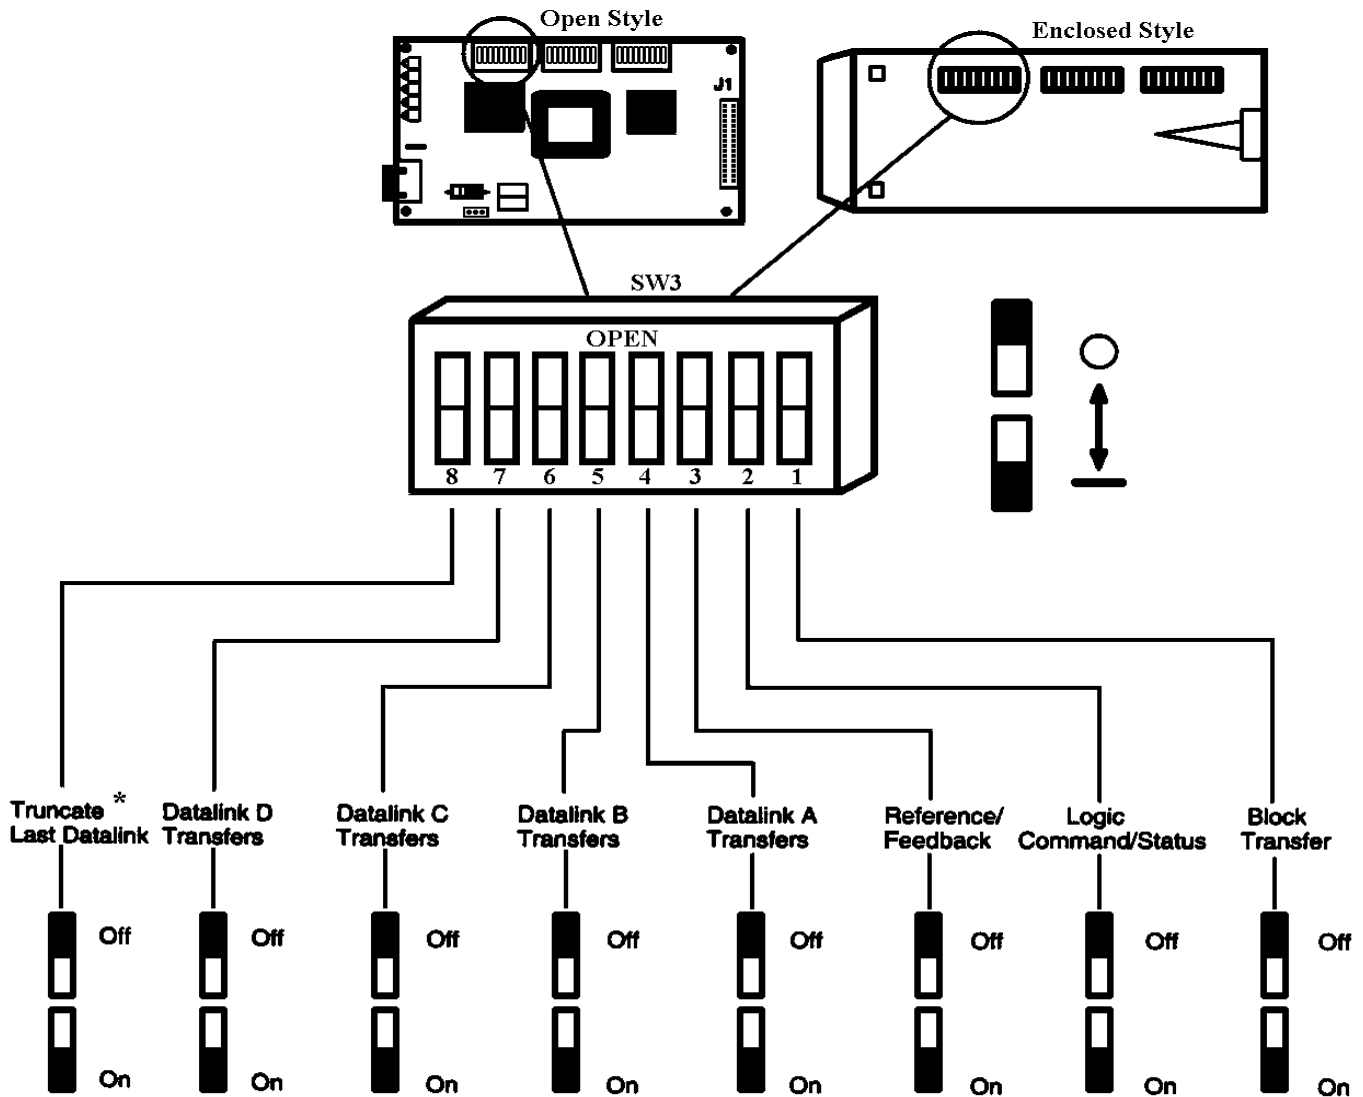 Open Style
Enclosed Style
J1
SW3
OPEN
8 7 6 5 4 3 2 1
Truncate *
Last Datalink
Datalink D
Transfers
Datalink C
Transfers
Datalink B
Transfers
Datalink A
Transfers
Reference/
Feedback
Logic
Command/Status
Block
Transfer
Off Off Off Off Off Off Off Off
On On On On On On On On